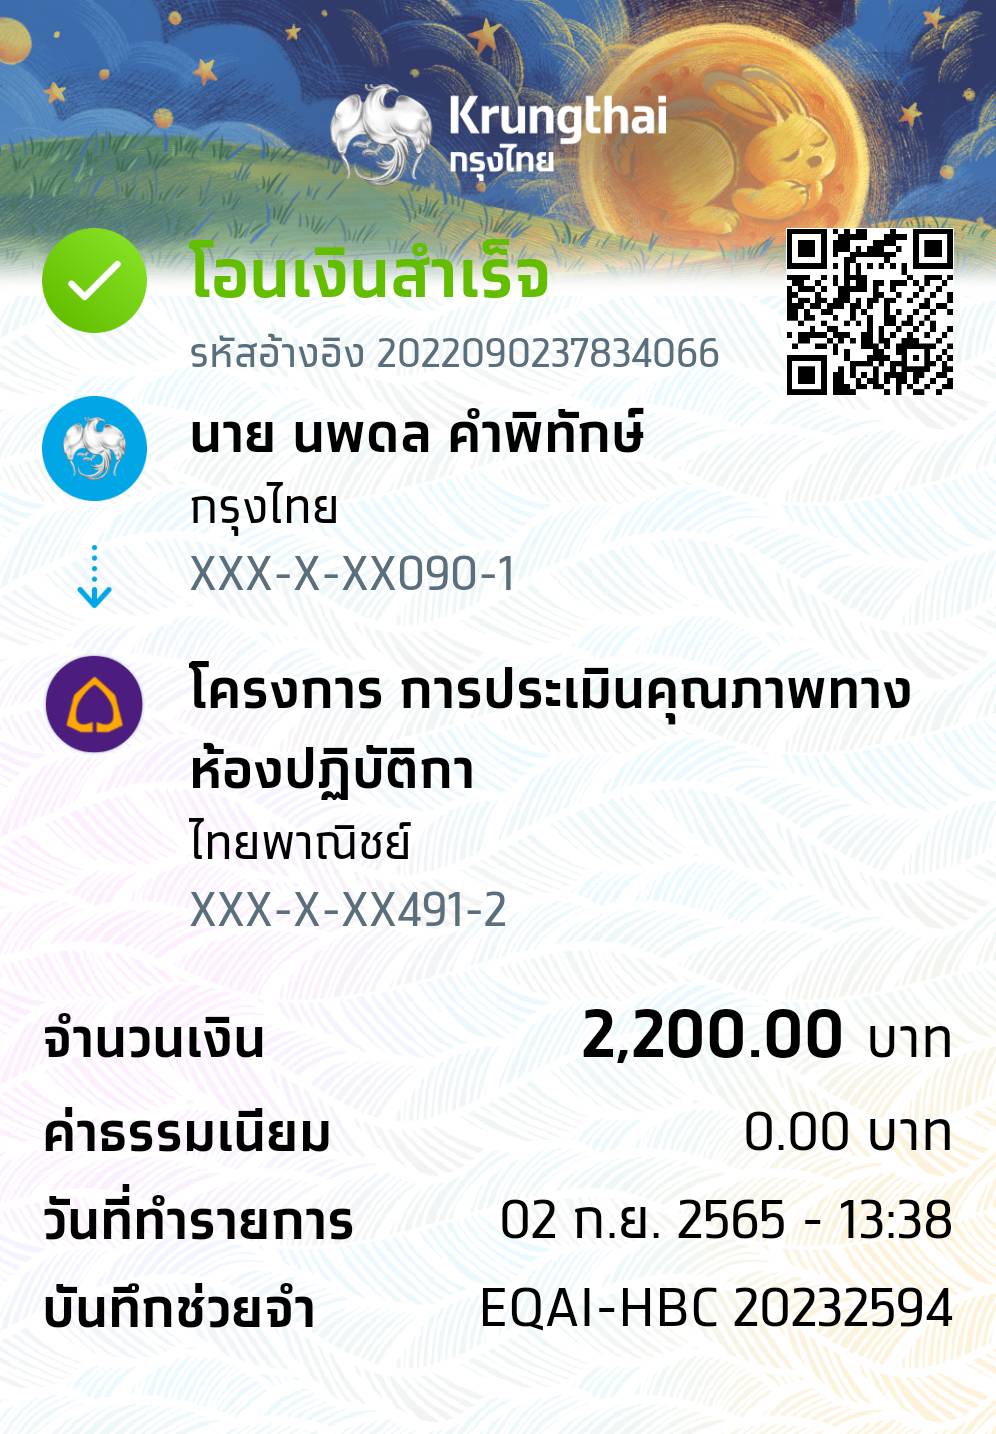 Krungthai
กรุงไทย
โอนเงินสำเร็จ
รหัสอ้างอิง 2022090237834066
นาย นพดล คำพิทักษ์
กรุงไทย
XXX-X-XX090-1
โครงการ การประเมินคุณภาพทาง
ห้องปฏิบัติกา
ไทยพาณิชย์
XXX-X-XX491-2
จำนวนเงิน 2,200.00 บาท
ค่าธรรมเนียม 0.00 บาท
วันที่ทำรายการ 02 ก.ย. 2565 - 13:38
บันทึกช่วยจำ EQAI-HBC 20232594